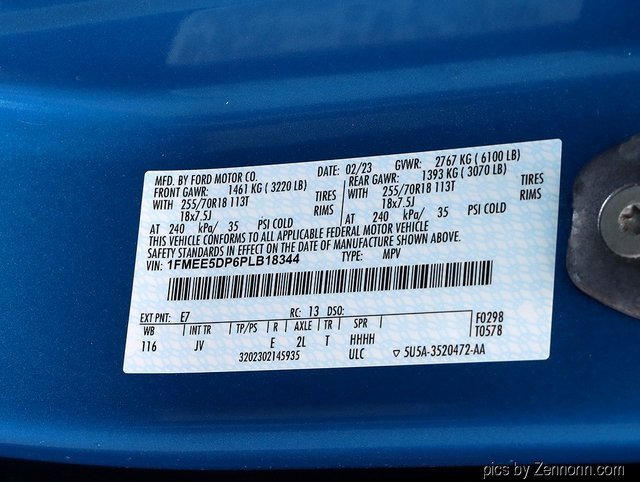 MFD. BY FORD MOTOR CO.
DATE: 02/23 GVWR: 2767 KG ( 6100 LB)
FRONT GAWR: 1461 KG ( 3220 LB) REAR GAWR: 1393 KG ( 3070 LB)
WITH 255/70R18 113T TIRES WITH 255/70R18 113T TIRES
18x7.5J RIMS 18x7.5J RIMS
AT 240 kPa/ 35 PSI COLD AT 240 kPa/ 35 PSI COLD
THIS VEHICLE CONFORMS TO ALL APPLICABLE FEDERAL MOTOR VEHICLE
SAFETY STANDARDS IN EFFECT ON THE DATE OF MANUFACTURE SHOWN ABOVE.
VIN: 1FMEE5DP6PLB18344 TYPE: MPV
EXT PNT: E7 RC: 13 DSO: F0298
WB INT TR TP/PS R AXLE TR SPR T0578
116 JV E 2L T HHHH
3202302145935 ULC ▽ 5U5A-3520472-AA
pics by Zennonn.com